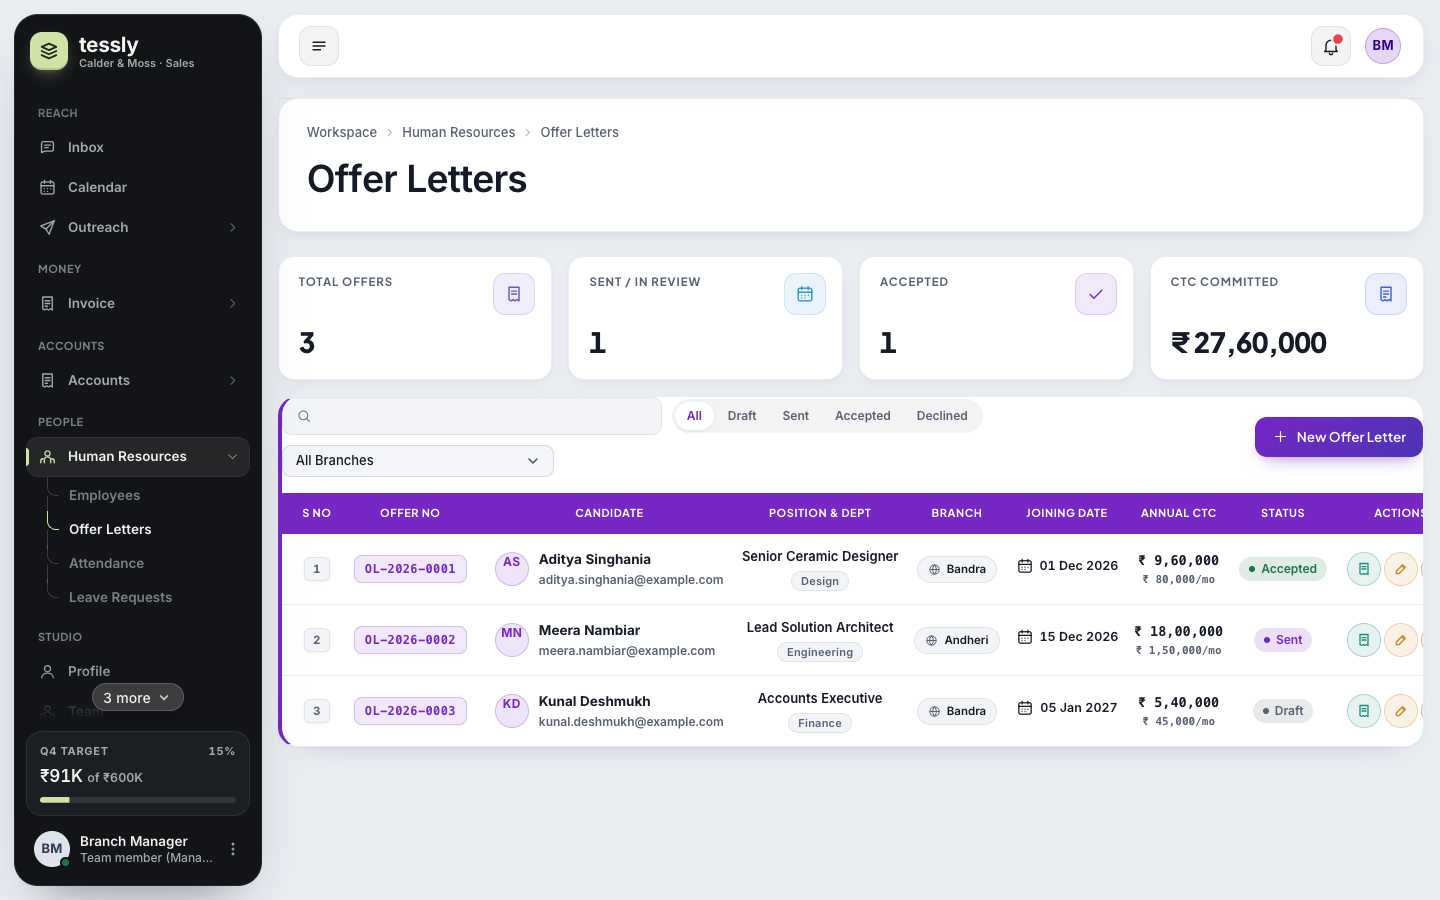 tessly
Calder & Moss · Sales
REACH
Inbox
Calendar
Outreach
MONEY
Invoice
ACCOUNTS
Accounts
PEOPLE
Human Resources
Employees
Offer Letters
Attendance
Leave Requests
STUDIO
Profile
Team
3 more
Q4 TARGET 15%
₹91K of ₹600K
BM
Branch Manager
Team member (Mana...
BM
Workspace > Human Resources > Offer Letters
Offer Letters
TOTAL OFFERS
3
SENT / IN REVIEW
1
ACCEPTED
1
CTC COMMITTED
₹27,60,000
All Draft Sent Accepted Declined
All Branches
+ New Offer Letter
S NO OFFER NO CANDIDATE POSITION & DEPT BRANCH JOINING DATE ANNUAL CTC STATUS ACTIONS
1 OL-2026-0001 AS Aditya Singhania Senior Ceramic Designer Bandra 01 Dec 2026 ₹ 9,60,000 Accepted
aditya.singhania@example.com Design ₹ 80,000/mo
2 OL-2026-0002 MN Meera Nambiar Lead Solution Architect Andheri 15 Dec 2026 ₹ 18,00,000 Sent
meera.nambiar@example.com Engineering ₹ 1,50,000/mo
3 OL-2026-0003 KD Kunal Deshmukh Accounts Executive Bandra 05 Jan 2027 ₹ 5,40,000 Draft
kunal.deshmukh@example.com Finance ₹ 45,000/mo